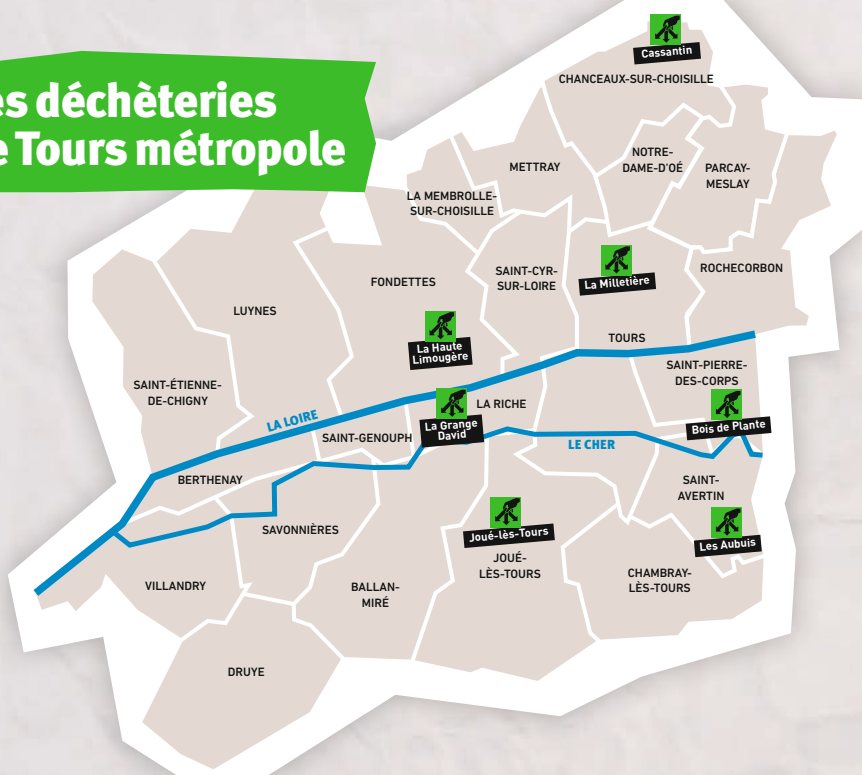 es déchèteries
e Tours métropole
Cassantin
CHANCEAUX-SUR-CHOISILLE
METTRAY
NOTRE-
DAME-D'OÉ
PARCAY-
MESLAY
LA MEMBROLLE-
SUR-CHOISILLE
FONDETTES
SAINT-CYR-
SUR-LOIRE
La Milletière
ROCHECORBON
LUYNES
La Haute
Limougère
TOURS
SAINT-PIERRE-
DES-CORPS
SAINT-ÉTIENNE-
DE-CHIGNY
LA LOIRE
LA RICHE
La Grange
David
Bois de Plante
SAINT-GENOUPH
LE CHER
BERTHENAY
SAINT-
AVERTIN
SAVONNIÈRES
Joué-lès-Tours
Les Aubuis
JOUÉ-
LÈS-TOURS
VILLANDRY
BALLAN-
MIRÉ
CHAMBRAY-
LÈS-TOURS
DRUYE